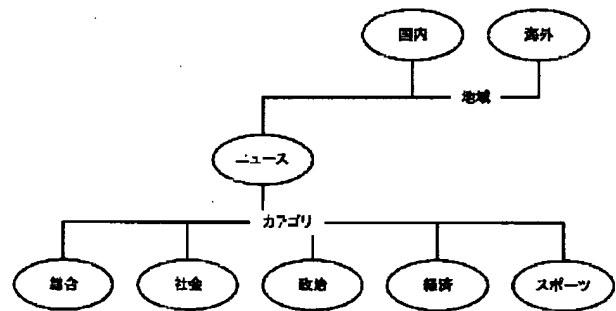 国内
海外
地域
ニュース
カテゴリ
総合
社会
政治
経済
スポーツ